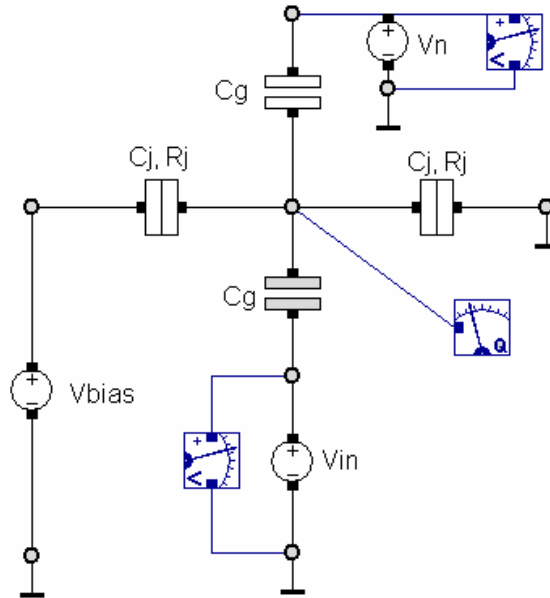 +
−
Vn
+
V
Cg
Cj, Rj
Cj, Rj
Cg
Q
+
−
Vbias
+
V
+
−
Vin